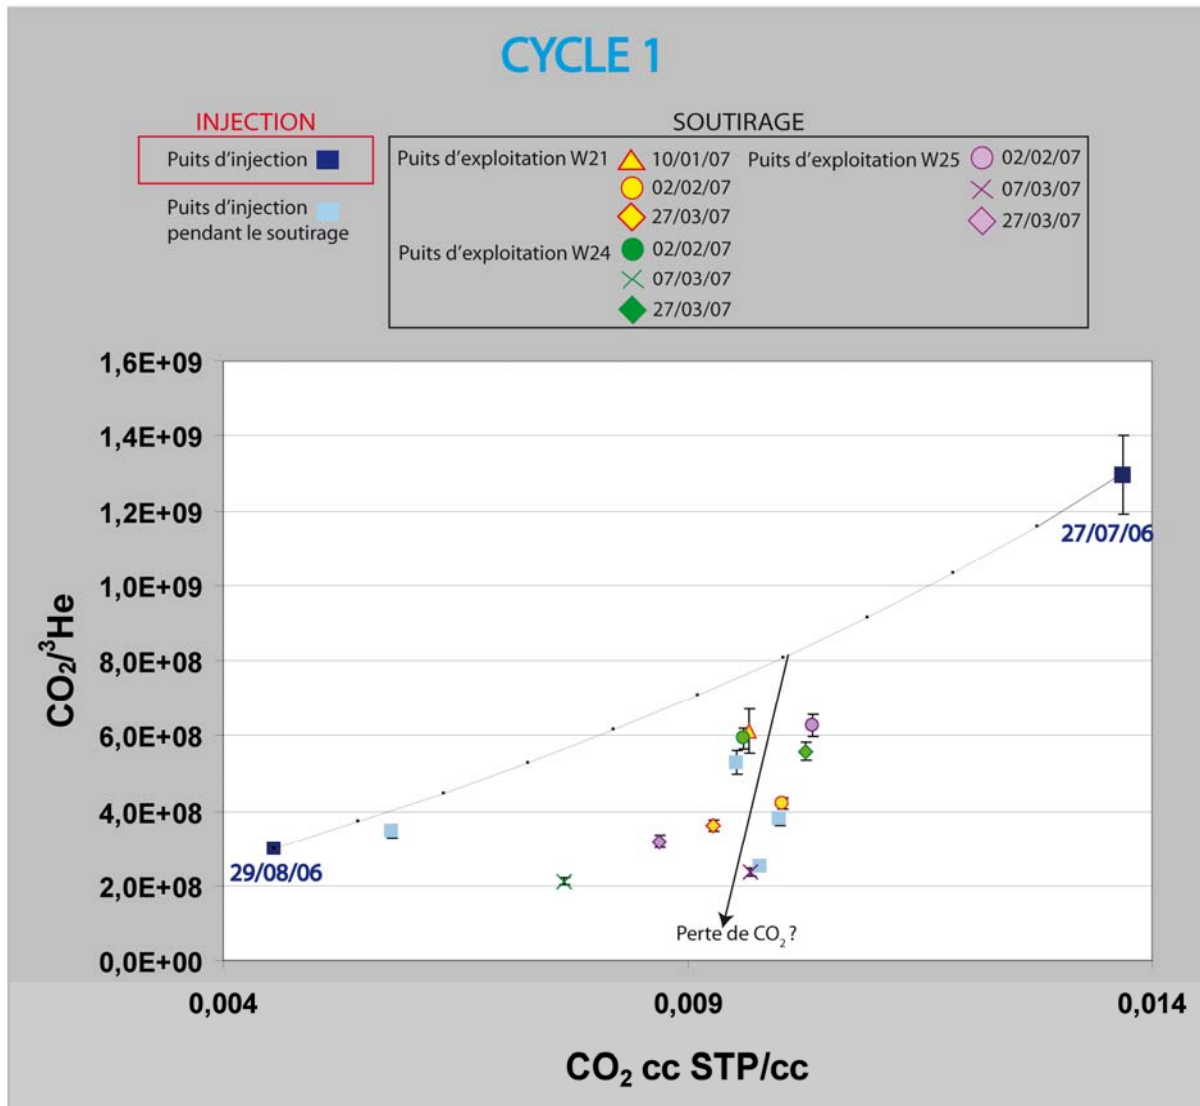 CYCLE 1
INJECTION
Puits d'injection
Puits d'injection
pendant le soutirage
SOUTIRAGE
Puits d'exploitation W21
10/01/07
02/02/07
27/03/07
Puits d'exploitation W24
02/02/07
07/03/07
27/03/07
Puits d'exploitation W25
02/02/07
07/03/07
27/03/07
1,6E+09
1,4E+09
1,2E+09
1,0E+09
8,0E+08
6,0E+08
4,0E+08
2,0E+08
0,0E+00
CO₂/³He
27/07/06
29/08/06
Perte de CO₂ ?
0,004
0,009
0,014
CO₂ cc STP/cc